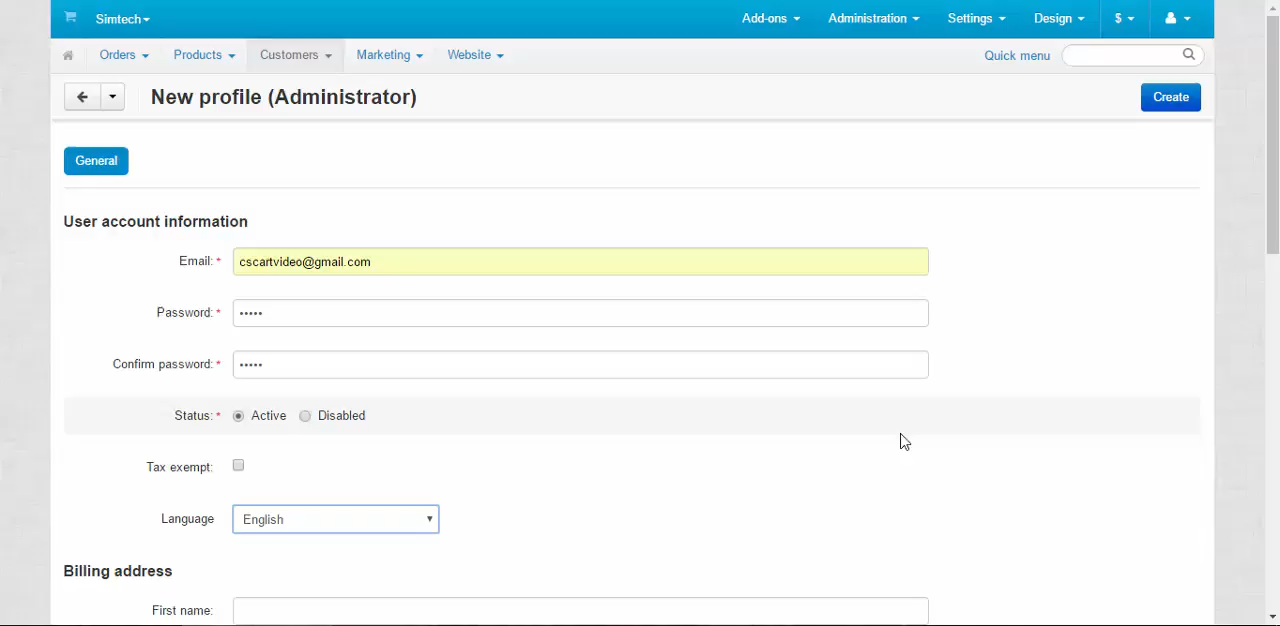 Simtech Add-ons Administration Settings Design $
Orders Products Customers Marketing Website Quick menu
New profile (Administrator) Create
General
User account information
Email: * cscartvideo@gmail.com
Password: * •••••
Confirm password: * •••••
Status: * Active Disabled
Tax exempt:
Language English
Billing address
First name: